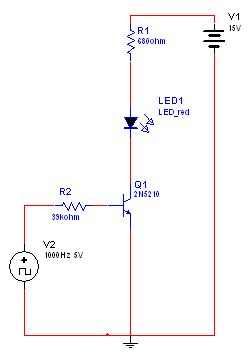 V1
15V
R1
680ohm
LED1
LED_red
Q1
2N5210
R2
39kohm
V2
1000Hz 5V